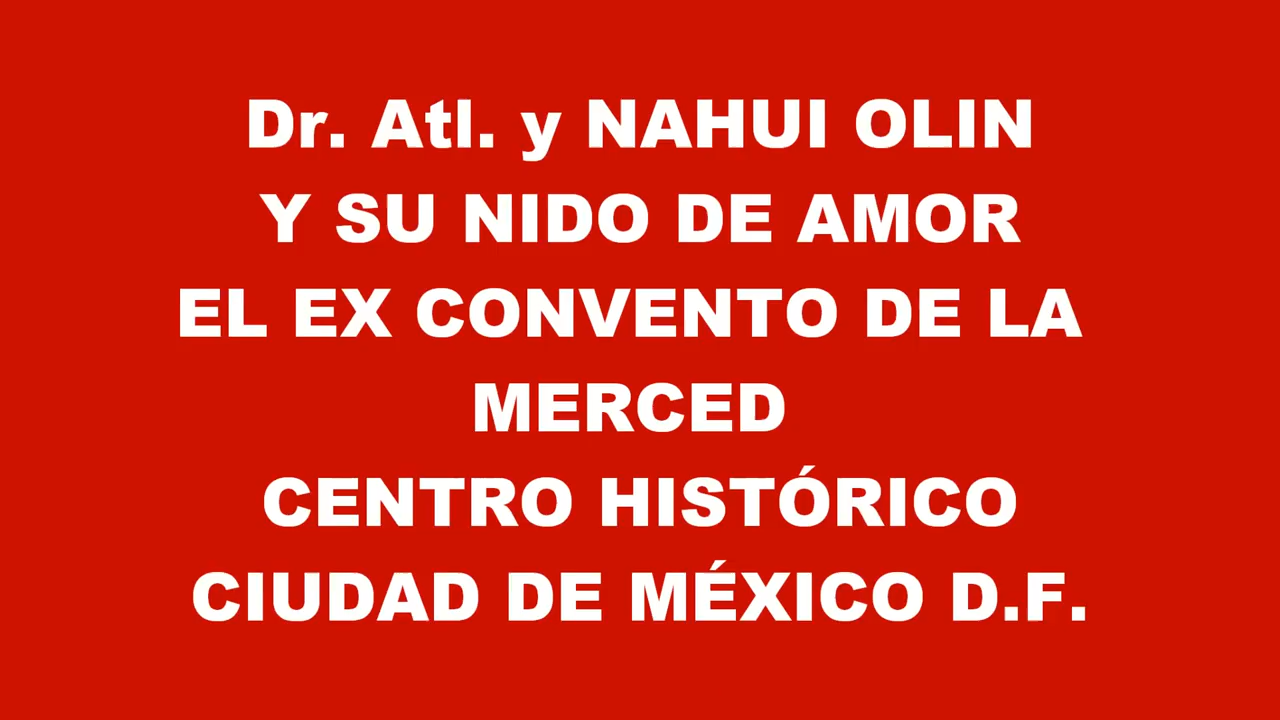 Dr. Atl. y NAHUI OLIN
Y SU NIDO DE AMOR
EL EX CONVENTO DE LA
MERCED
CENTRO HISTÓRICO
CIUDAD DE MÉXICO D.F.